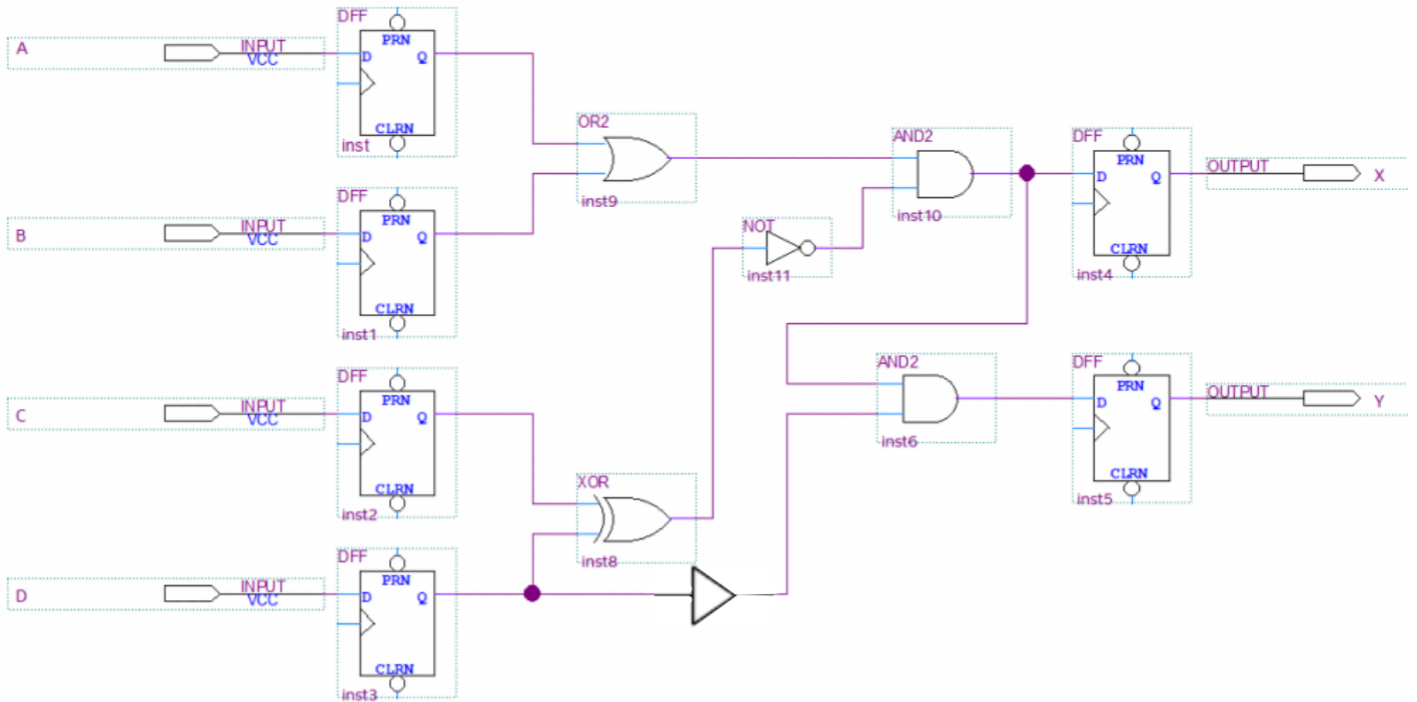 DFF
PRN
A
INPUT
VCC
D
Q
CLRN
inst
OR2
inst9
AND2
inst10
DFF
PRN
D
Q
CLRN
inst4
OUTPUT
X
DFF
PRN
B
INPUT
VCC
D
Q
CLRN
inst1
NOT
inst11
DFF
PRN
C
INPUT
VCC
D
Q
CLRN
inst2
AND2
inst6
DFF
PRN
D
Q
CLRN
inst5
OUTPUT
Y
XOR
inst8
DFF
PRN
D
INPUT
VCC
D
Q
CLRN
inst3